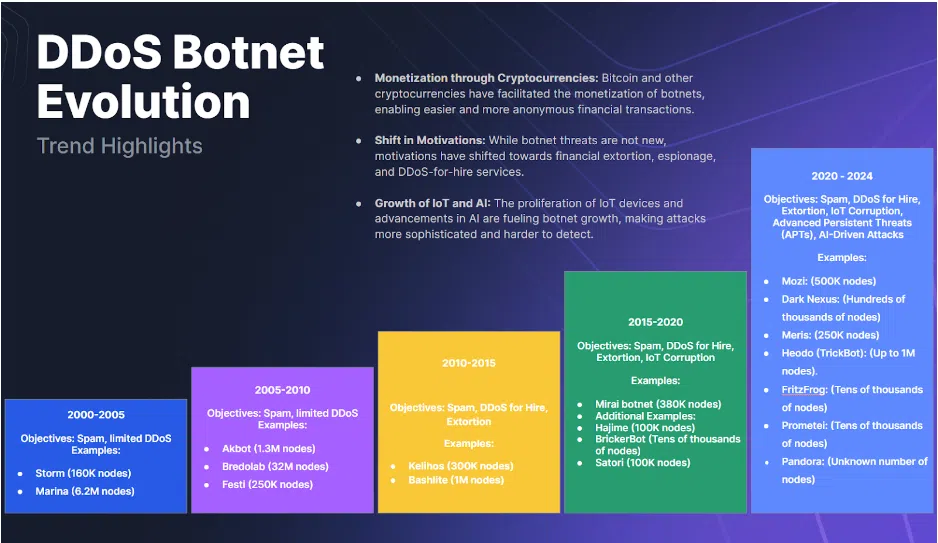 DDoS Botnet
Evolution
Trend Highlights
• Monetization through Cryptocurrencies: Bitcoin and other
cryptocurrencies have facilitated the monetization of botnets,
enabling easier and more anonymous financial transactions.
• Shift in Motivations: While botnet threats are not new,
motivations have shifted towards financial extortion, espionage,
and DDoS-for-hire services.
• Growth of IoT and AI: The proliferation of IoT devices and
advancements in AI are fueling botnet growth, making attacks
more sophisticated and harder to detect.
2000-2005
Objectives: Spam, limited DDoS
Examples:
• Storm (160K nodes)
• Marina (6.2M nodes)
2005-2010
Objectives: Spam, limited DDoS
Examples:
• Akbot (1.3M nodes)
• Bredolab (32M nodes)
• Festi (250K nodes)
2010-2015
Objectives: Spam, DDoS for Hire,
Extortion
Examples:
• Kelihos (300K nodes)
• Bashlite (1M nodes)
2015-2020
Objectives: Spam, DDoS for Hire,
Extortion, IoT Corruption
Examples:
• Mirai botnet (380K nodes)
• Additional Examples:
• Hajime (100K nodes)
• BrickerBot (Tens of thousands
of nodes)
• Satori (100K nodes)
2020 - 2024
Objectives: Spam, DDoS for Hire,
Extortion, IoT Corruption,
Advanced Persistent Threats
(APTs), AI-Driven Attacks
Examples:
• Mozi: (500K nodes)
• Dark Nexus: (Hundreds of
thousands of nodes)
• Meris: (250K nodes)
• Heodo (TrickBot): (Up to 1M
nodes).
• FritzFrog: (Tens of thousands
of nodes)
• Prometei: (Tens of thousands
of nodes)
• Pandora: (Unknown number of
nodes)